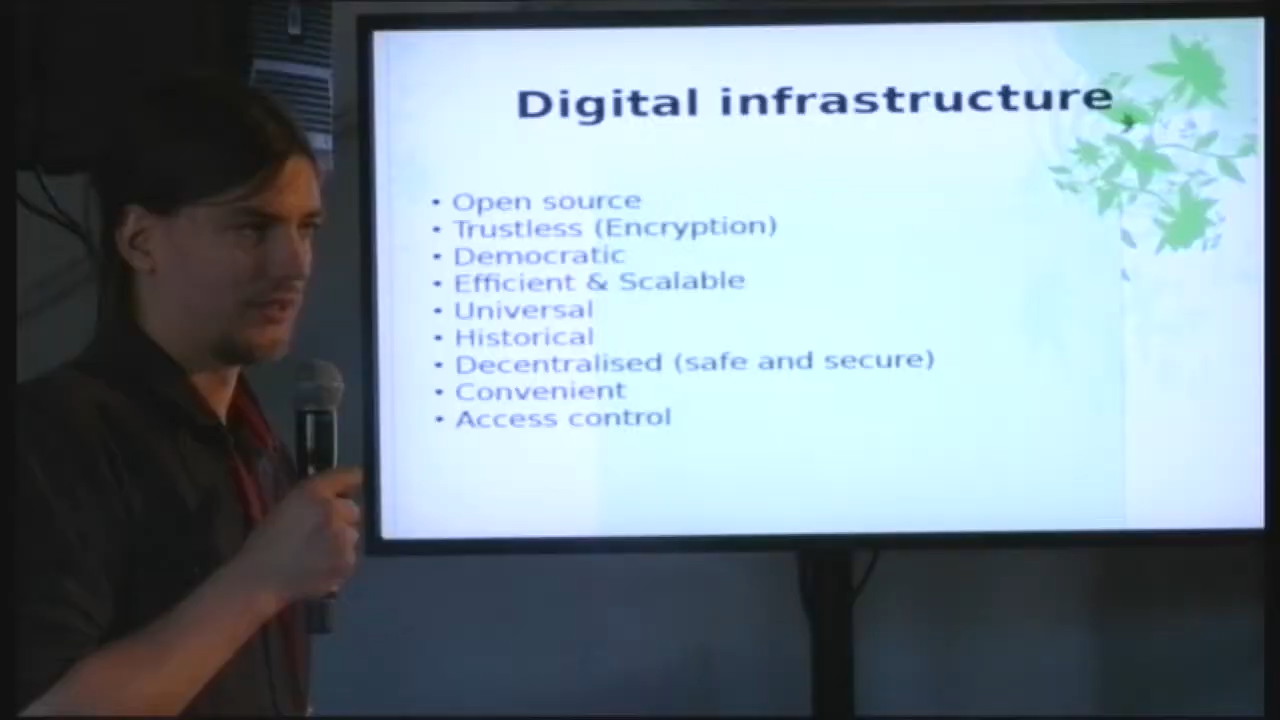 Digital infrastructure
• Open source
• Trustless (Encryption)
• Democratic
• Efficient & Scalable
• Universal
• Historical
• Decentralised (safe and secure)
• Convenient
• Access control